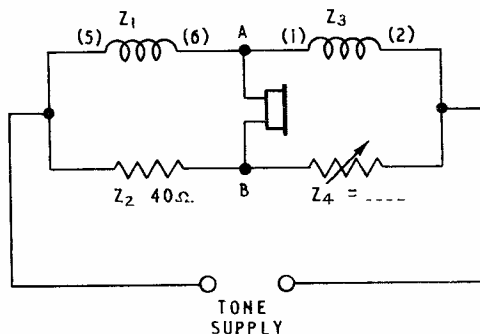 Z1 A Z3
(5) (6) (1) (2)
B
Z2 40Ω. Z4 = ----
TONE
SUPPLY